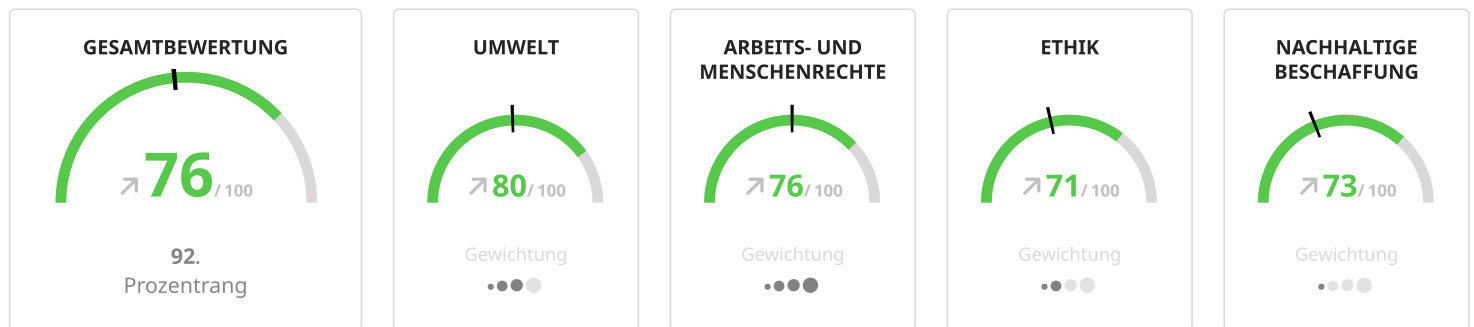 GESAMTBEWERTUNG
76 / 100
92.
Prozentrang
UMWELT
80 / 100
Gewichtung
ARBEITS- UND
MENSCHENRECHTE
76 / 100
Gewichtung
ETHIK
71 / 100
Gewichtung
NACHHALTIGE
BESCHAFFUNG
73 / 100
Gewichtung